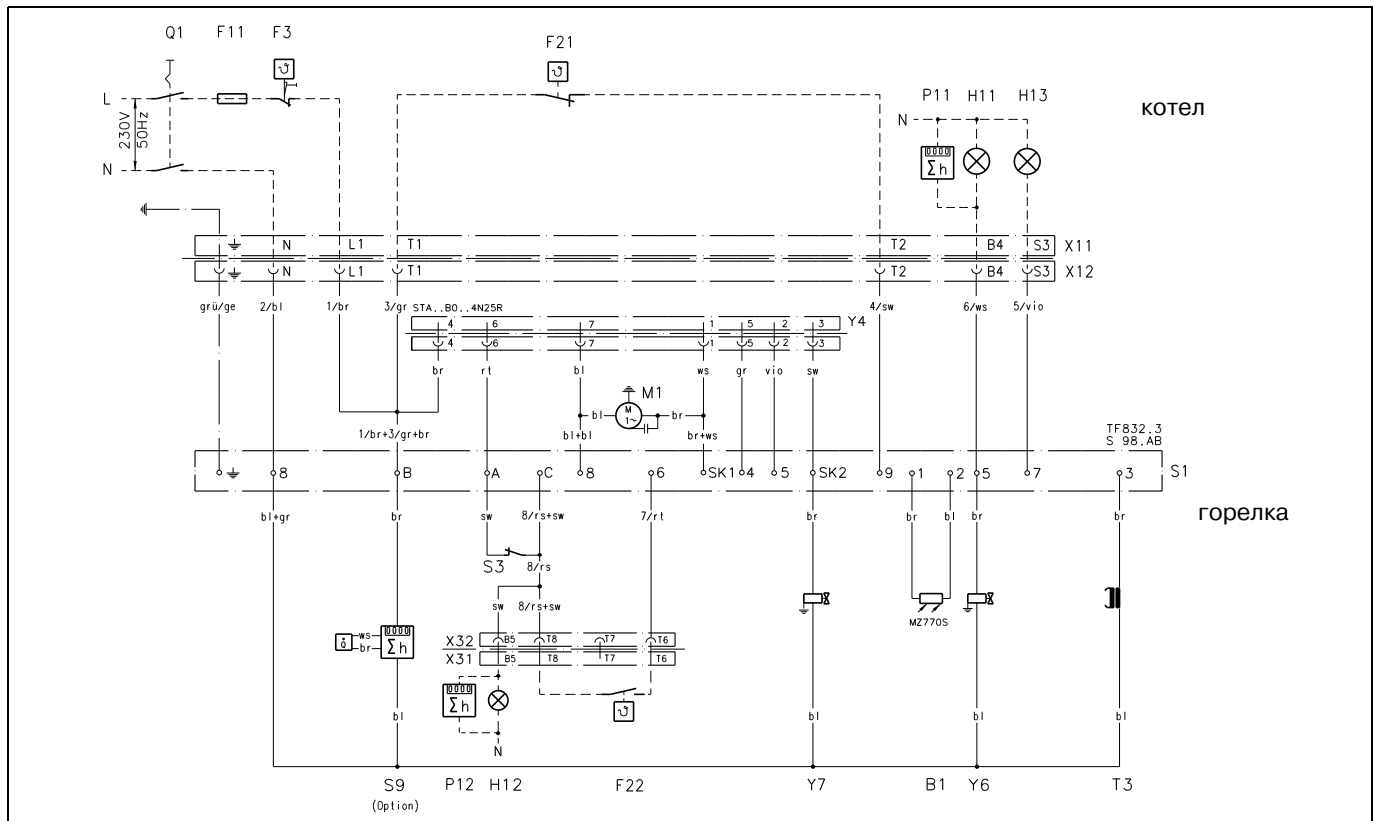 Q1 F11 F3 F21
P11 H11 H13
котел
L
230V
50Hz
N
N
0000
Σh
ϑ
ϑ
N L1 T1 T2 B4 S3 X11
N L1 T1 T2 B4 S3 X12
grü/ge 2/bl 1/br 3/gr STA..BO..4N25R 4/sw 6/ws 5/vio
4 6 7 1 5 2 3 Y4
4 6 7 1 5 2 3
br rt bl ws gr vio sw
M1
bl M 1~ br
1/br+3/gr+br bl+bl br+ws
TF832.3
S 98.AB
8 B A C 8 6 SK1 4 5 SK2 9 1 2 5 7 3 S1
горелка
bl+gr br sw 8/rs+sw 7/rt br br bl br br
S3 8/rs
sw 8/rs+sw
MZ770S
X32 B5 T8 T7 T6
X31 B5 T8 T7 T6
ws
br
0000
Σh
0000
Σh
ϑ
bl bl bl bl
N
S9 P12 H12 F22 Y7 B1 Y6 T3
(Option)